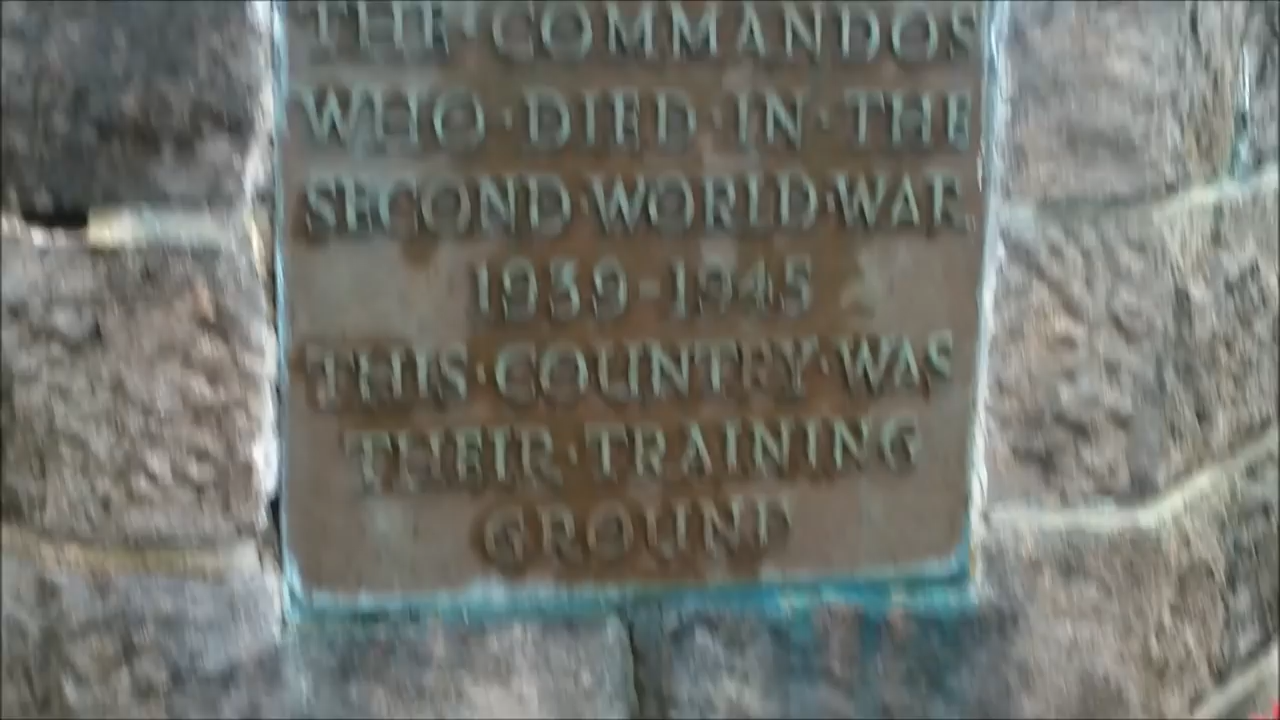 THE·COMMANDOS
WHO·DIED·IN·THE
SECOND·WORLD·WAR.
1939-1945
THIS·COUNTRY·WAS
THEIR·TRAINING
GROUND